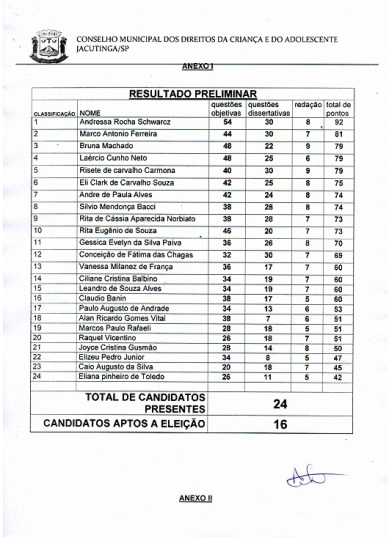 CONSELHO MUNICIPAL DOS DIREITOS DA CRIANÇA E DO ADOLESCENTE
JACUTINGA/SP
ANEXO I
RESULTADO PRELIMINAR
CLASSIFICAÇÃO NOME questões objetivas questões dissertativas redação total de pontos
1 Andressa Rocha Schwarcz 54 30 8 92
2 Marco Antonio Ferreira 44 30 7 81
3 Bruna Machado 48 22 9 79
4 Laércio Cunho Neto 48 25 6 79
5 Risete de carvalho Carmona 40 30 9 79
6 Eli Clark de Carvalho Souza 42 25 8 75
7 Andre de Paula Alves 42 24 8 74
8 Silvio Mendonça Bacci 38 28 8 74
9 Rita de Cássia Aparecida Norbiato 38 28 7 73
10 Rita Eugênio de Souza 46 20 7 73
11 Gessica Evelyn da Silva Paiva 36 26 8 70
12 Conceição de Fátima das Chagas 32 30 7 69
13 Vanessa Milanez de França 36 17 7 60
14 Ciliane Cristina Balbino 34 19 7 60
15 Leandro de Souza Alves 34 19 7 60
16 Claudio Banin 38 17 5 60
17 Paulo Augusto de Andrade 34 13 6 53
18 Alan Ricardo Gomes Vital 38 7 6 51
19 Marcos Paulo Rafaeli 28 18 5 51
20 Raquel Vicentino 26 18 7 51
21 Joyce Cristina Gusmão 28 14 8 50
22 Elizeu Pedro Junior 34 8 5 47
23 Caio Augusto da Silva 20 18 7 45
24 Eliana pinheiro de Toledo 26 11 5 42
TOTAL DE CANDIDATOS PRESENTES 24
CANDIDATOS APTOS A ELEIÇÃO 16
ANEXO II